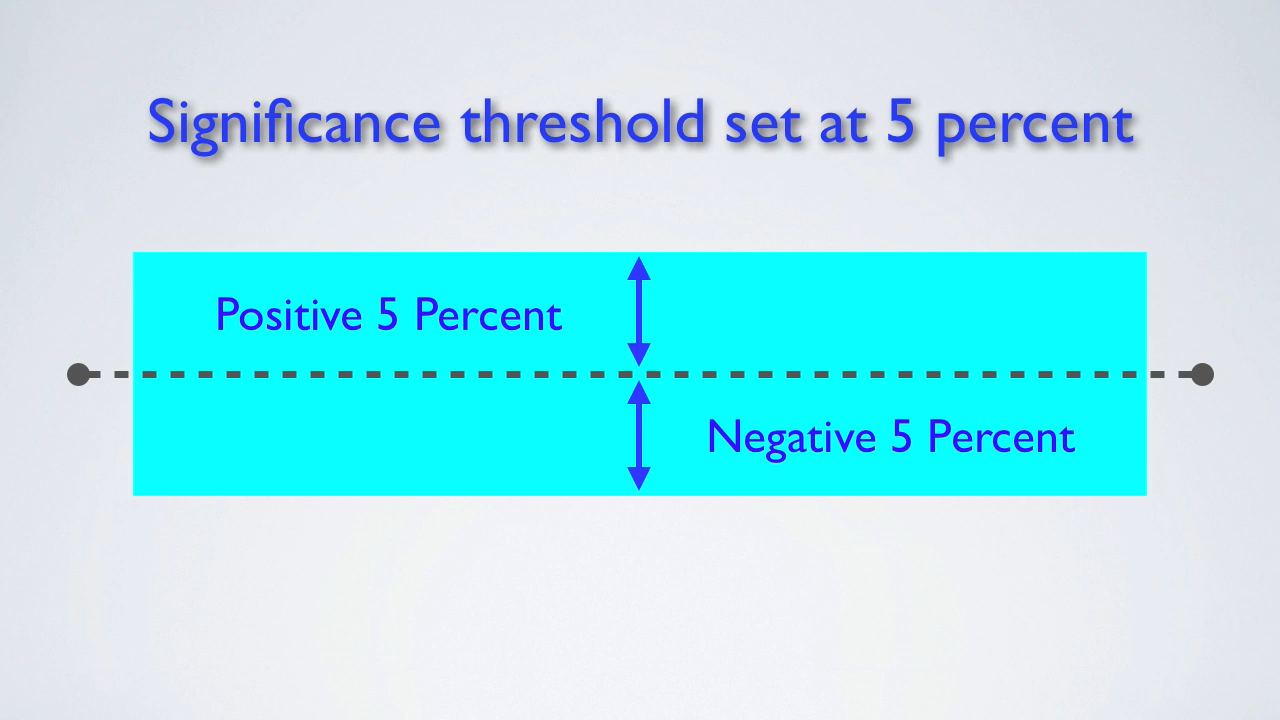 Significance threshold set at 5 percent
Positive 5 Percent
Negative 5 Percent